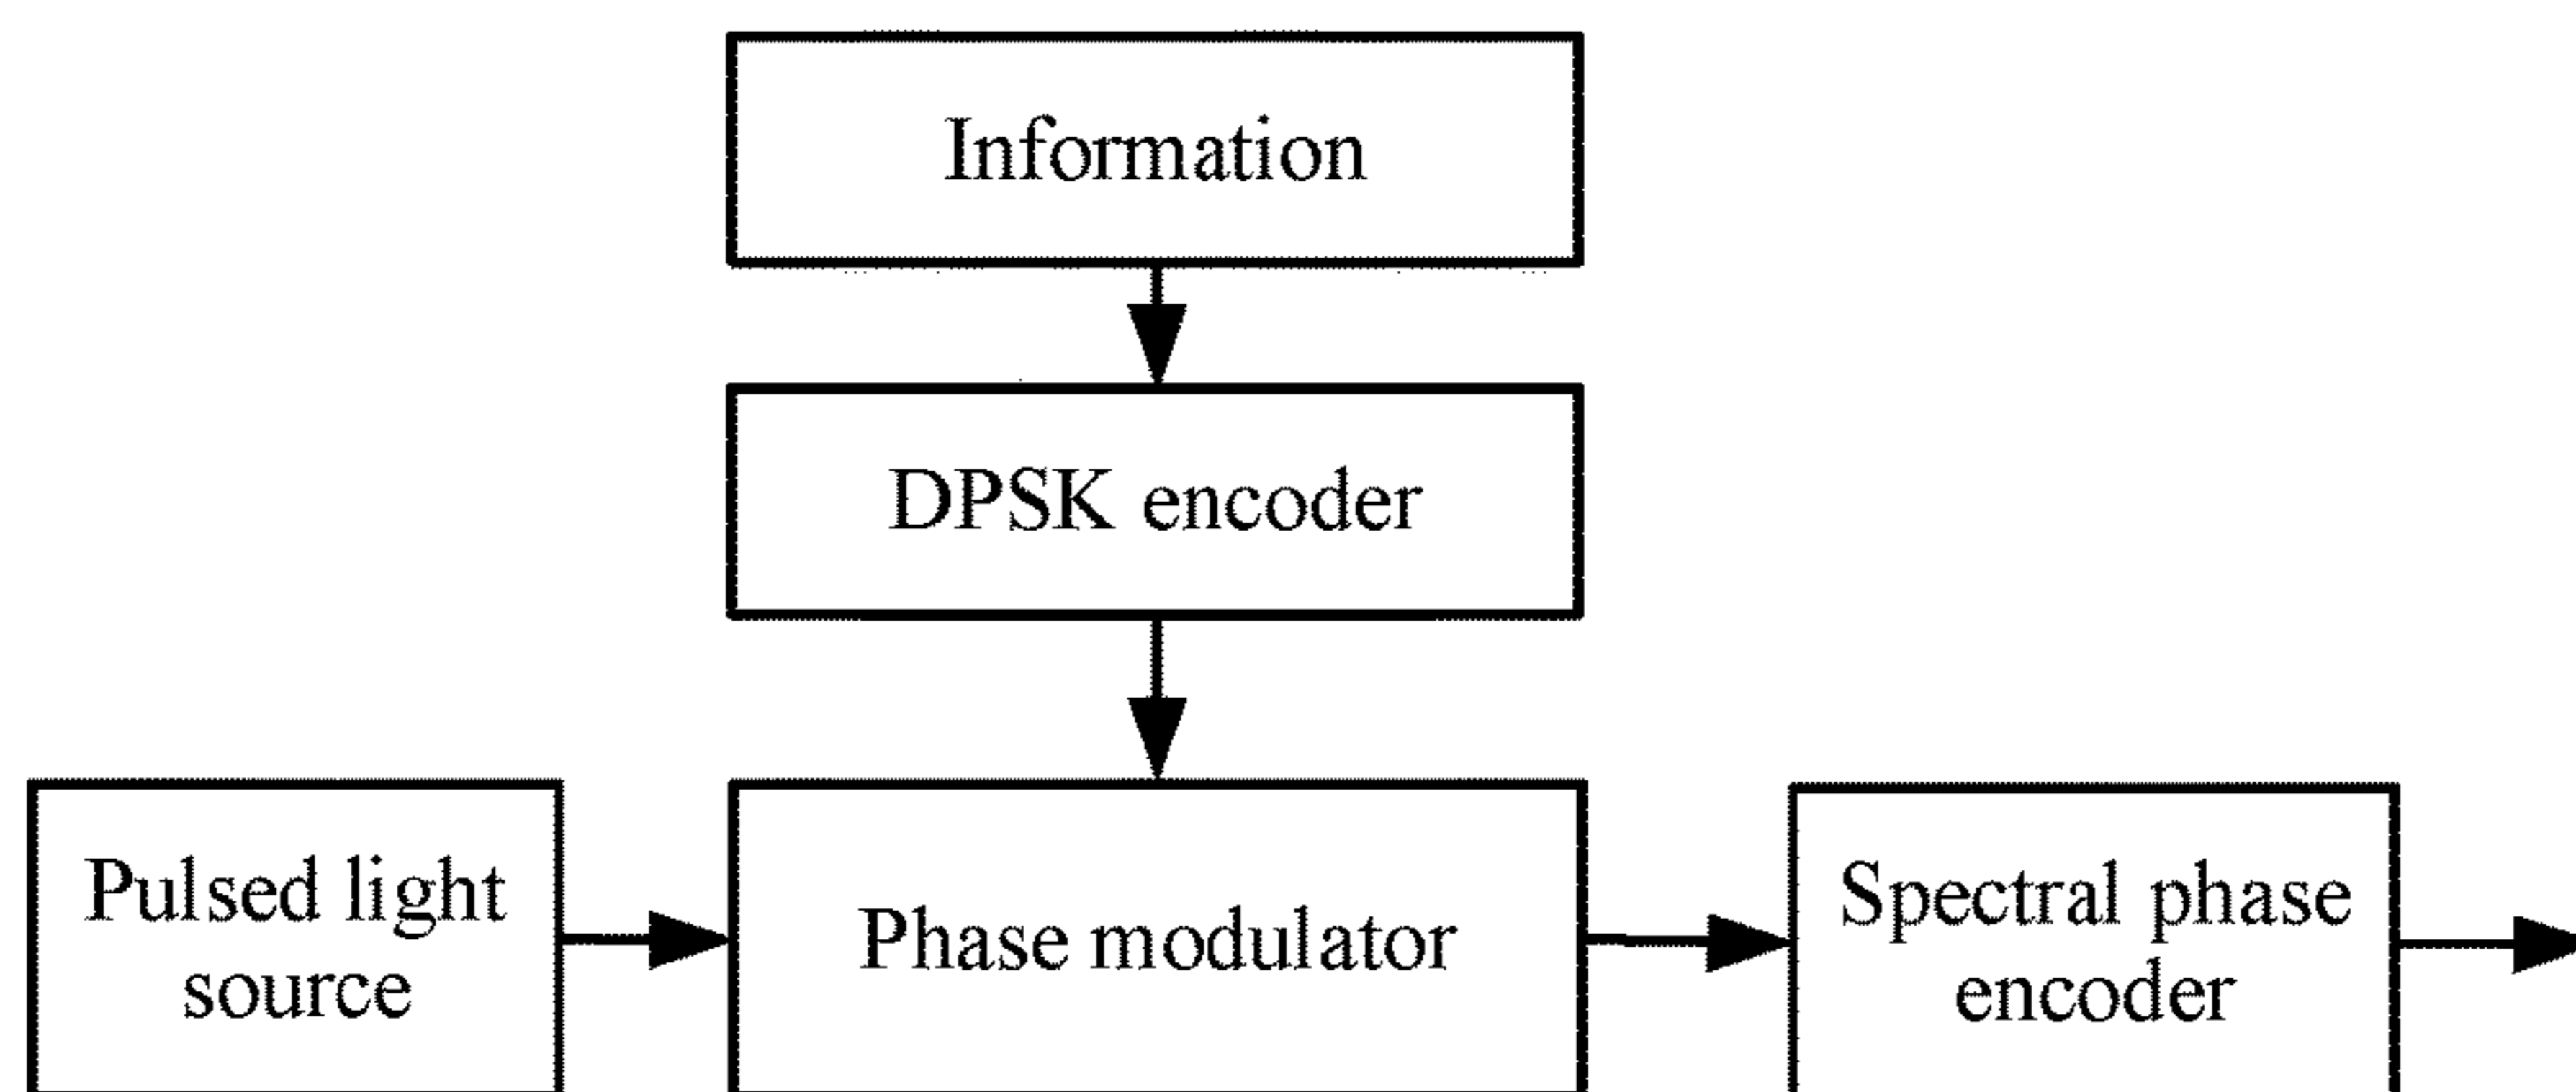 Information
DPSK encoder
Pulsed light
source
Phase modulator
Spectral phase
encoder